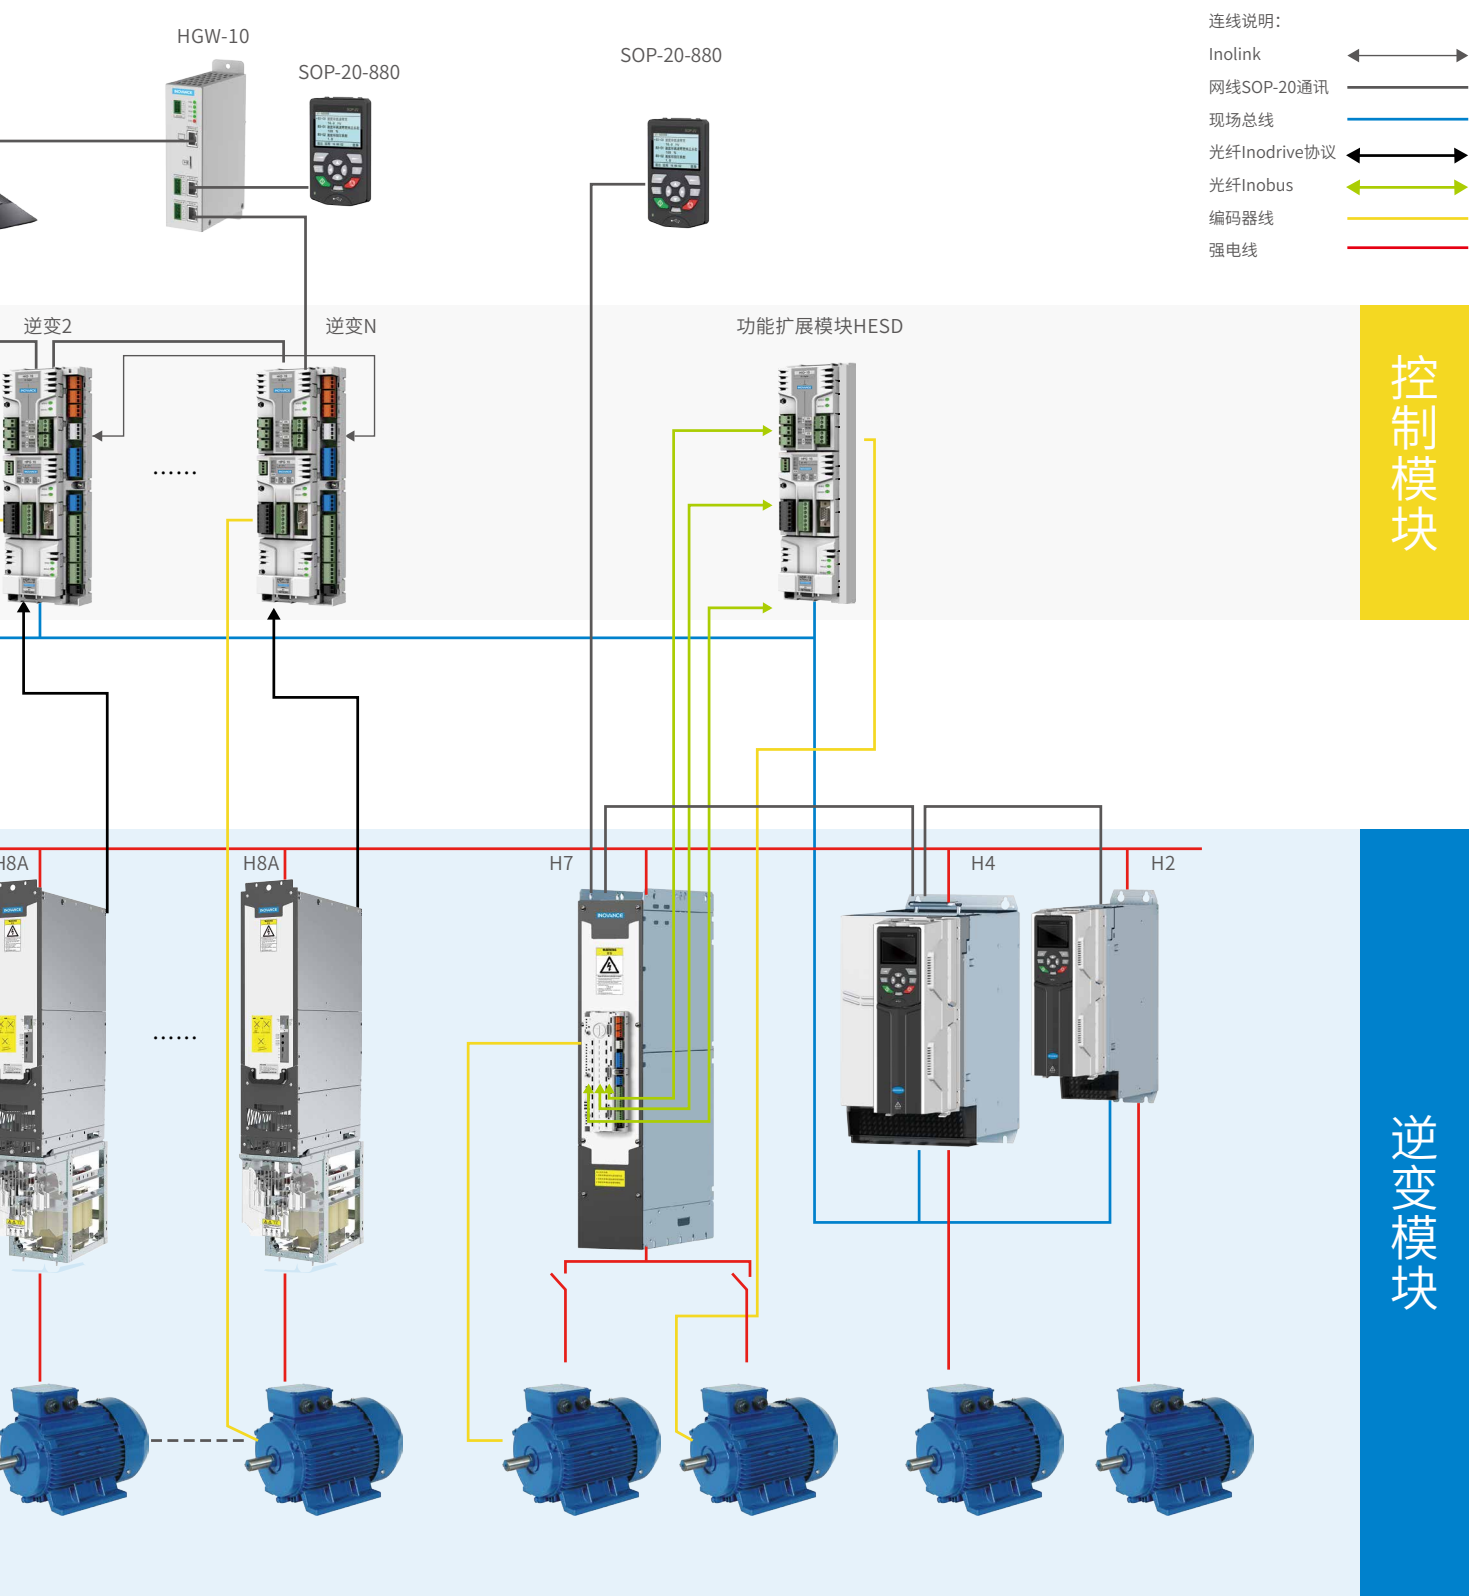 HGW-10
SOP-20-880
SOP-20-880
连线说明：
Inolink
网线SOP-20通讯
现场总线
光纤Inodrive协议
光纤Inobus
编码器线
强电线
逆变2
逆变N
功能扩展模块HESD
控制模块
......
H8A
H8A
H7
H4
H2
INOVANCE
......
逆变模块